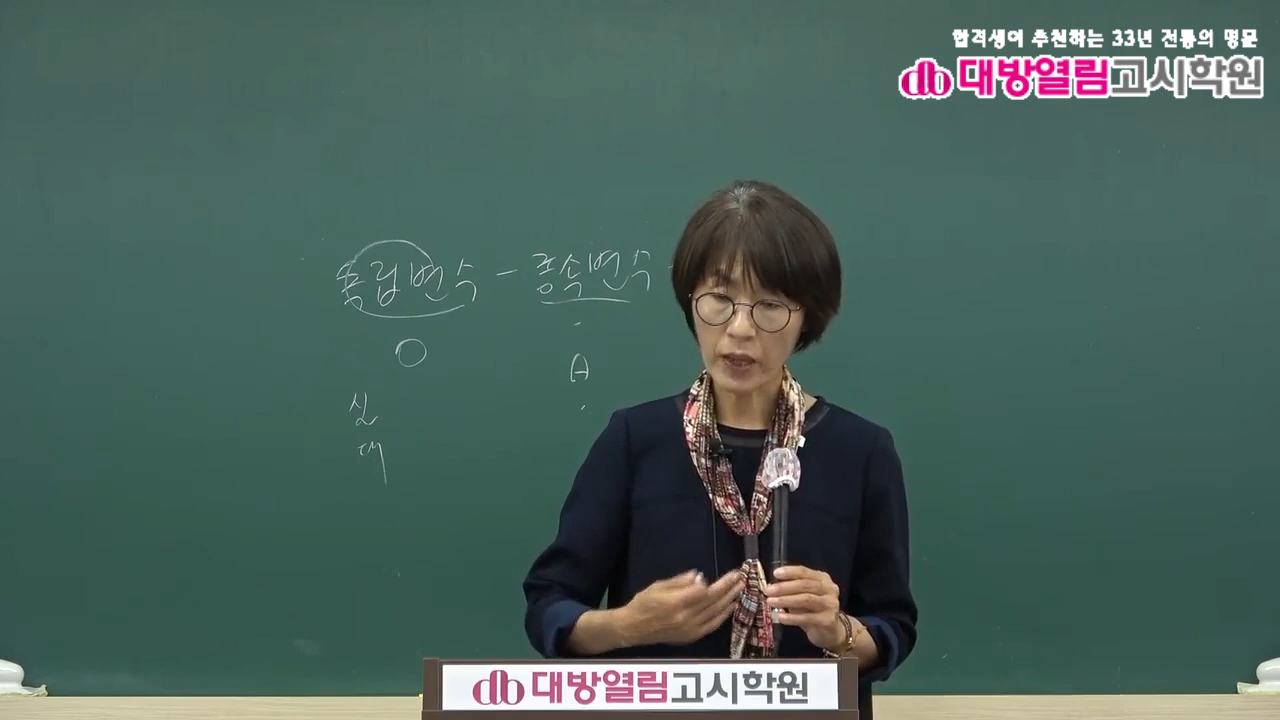 합격생이 추천하는 33년 전통의 명문
대방열림고시학원
독립변수 - 종속변수 -
O A
실
대
대방열림고시학원